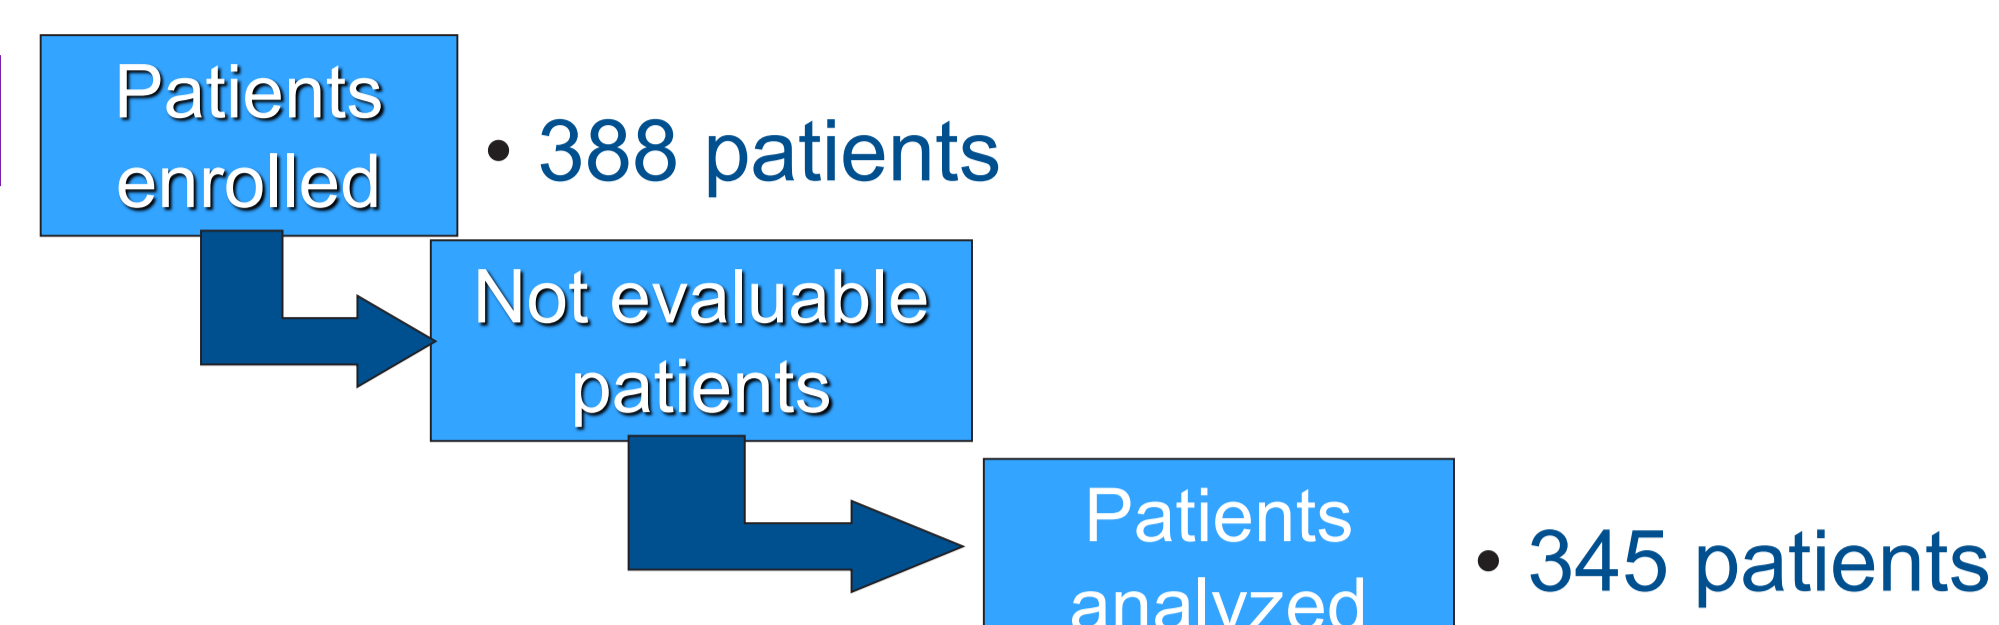 Patients
enrolled
• 388 patients
Not evaluable
patients
Patients
analyzed
• 345 patients